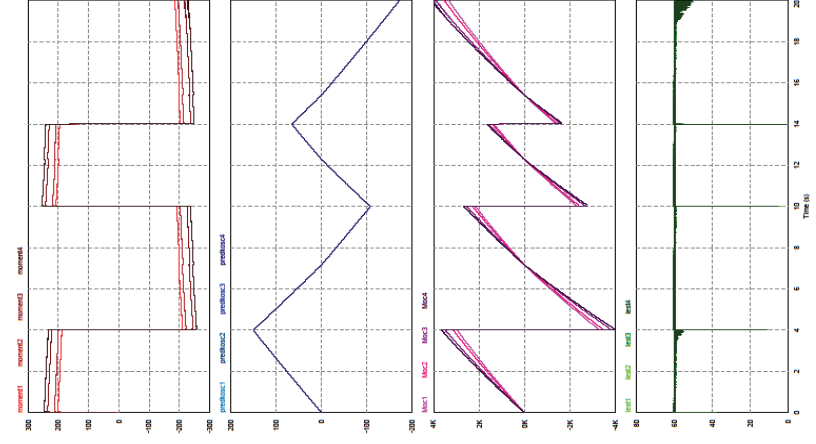 moment1 moment2 moment3 moment4
300
200
100
0
-100
-200
-300
predkosc1 predkosc2 predkosc3 predkosc4
200
100
0
-100
-200
Moc1 Moc2 Moc3 Moc4
4K
2K
0K
-2K
-4K
test1 test2 test3 test4
80
60
40
20
0
0 2 4 6 8 10 12 14 16 18 20
Time (s)